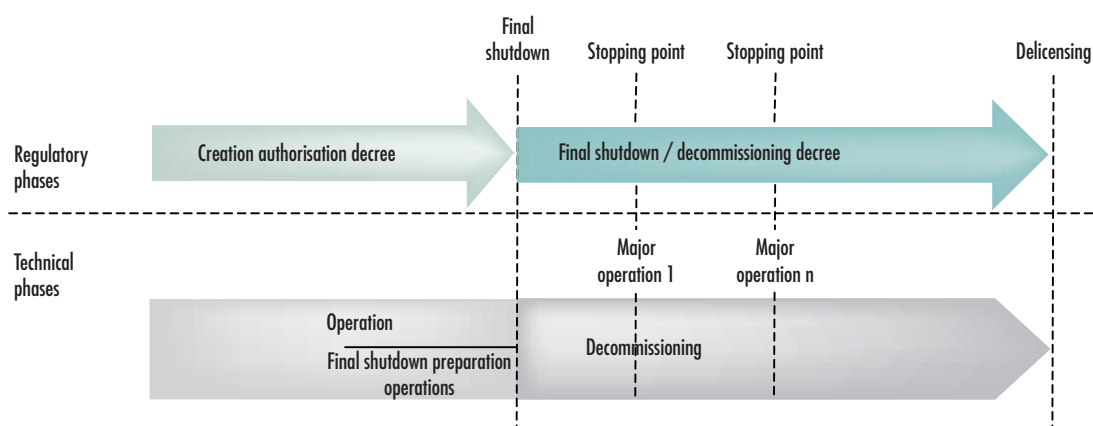 Final
shutdown
Stopping point
Stopping point
Delicensing
Regulatory
phases
Creation authorisation decree
Final shutdown / decommissioning decree
Technical
phases
Major
operation 1
Major
operation n
Operation
Final shutdown preparation
operations
Decommissioning